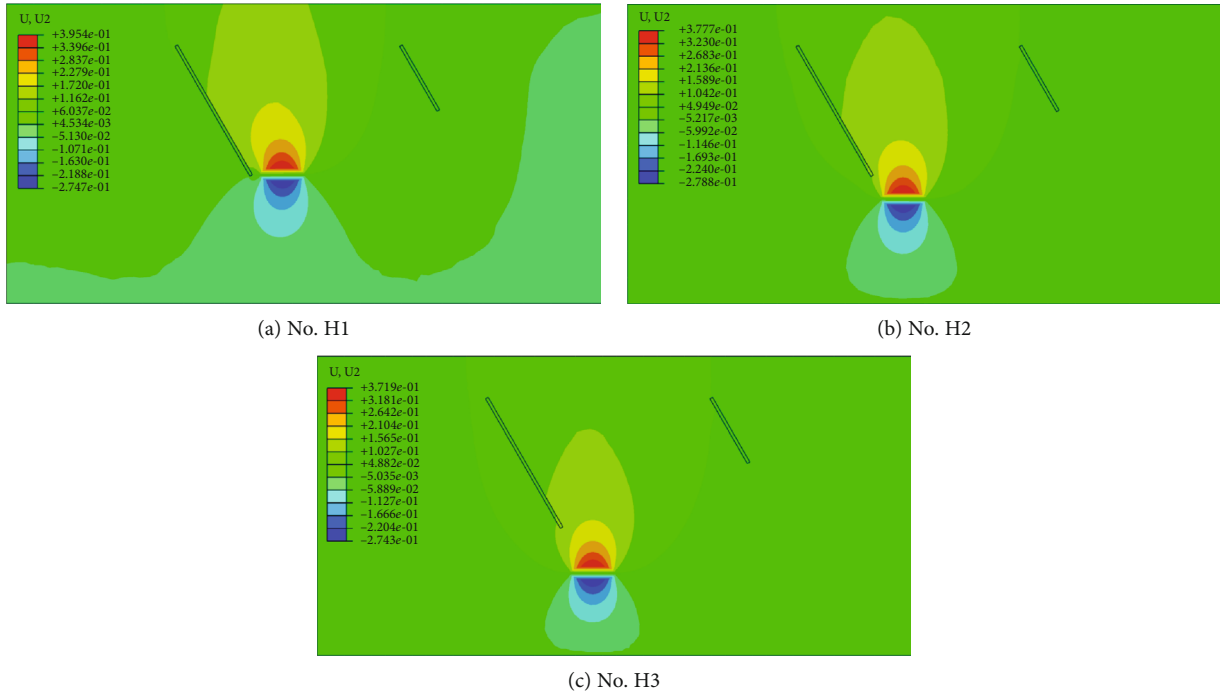 U, U2
+3.954e-01
+3.396e-01
+2.837e-01
+2.279e-01
+1.720e-01
+1.162e-01
+6.037e-02
+4.534e-03
–5.130e-02
–1.071e-01
–1.630e-01
–2.188e-01
–2.747e-01
(a) No. H1
U, U2
+3.777e-01
+3.230e-01
+2.683e-01
+2.136e-01
+1.589e-01
+1.042e-01
+4.949e-02
–5.217e-03
–5.992e-02
–1.146e-01
–1.693e-01
–2.240e-01
–2.788e-01
(b) No. H2
U, U2
+3.719e-01
+3.181e-01
+2.642e-01
+2.104e-01
+1.565e-01
+1.027e-01
+4.882e-02
–5.035e-03
–5.889e-02
–1.127e-01
–1.666e-01
–2.204e-01
–2.743e-01
(c) No. H3